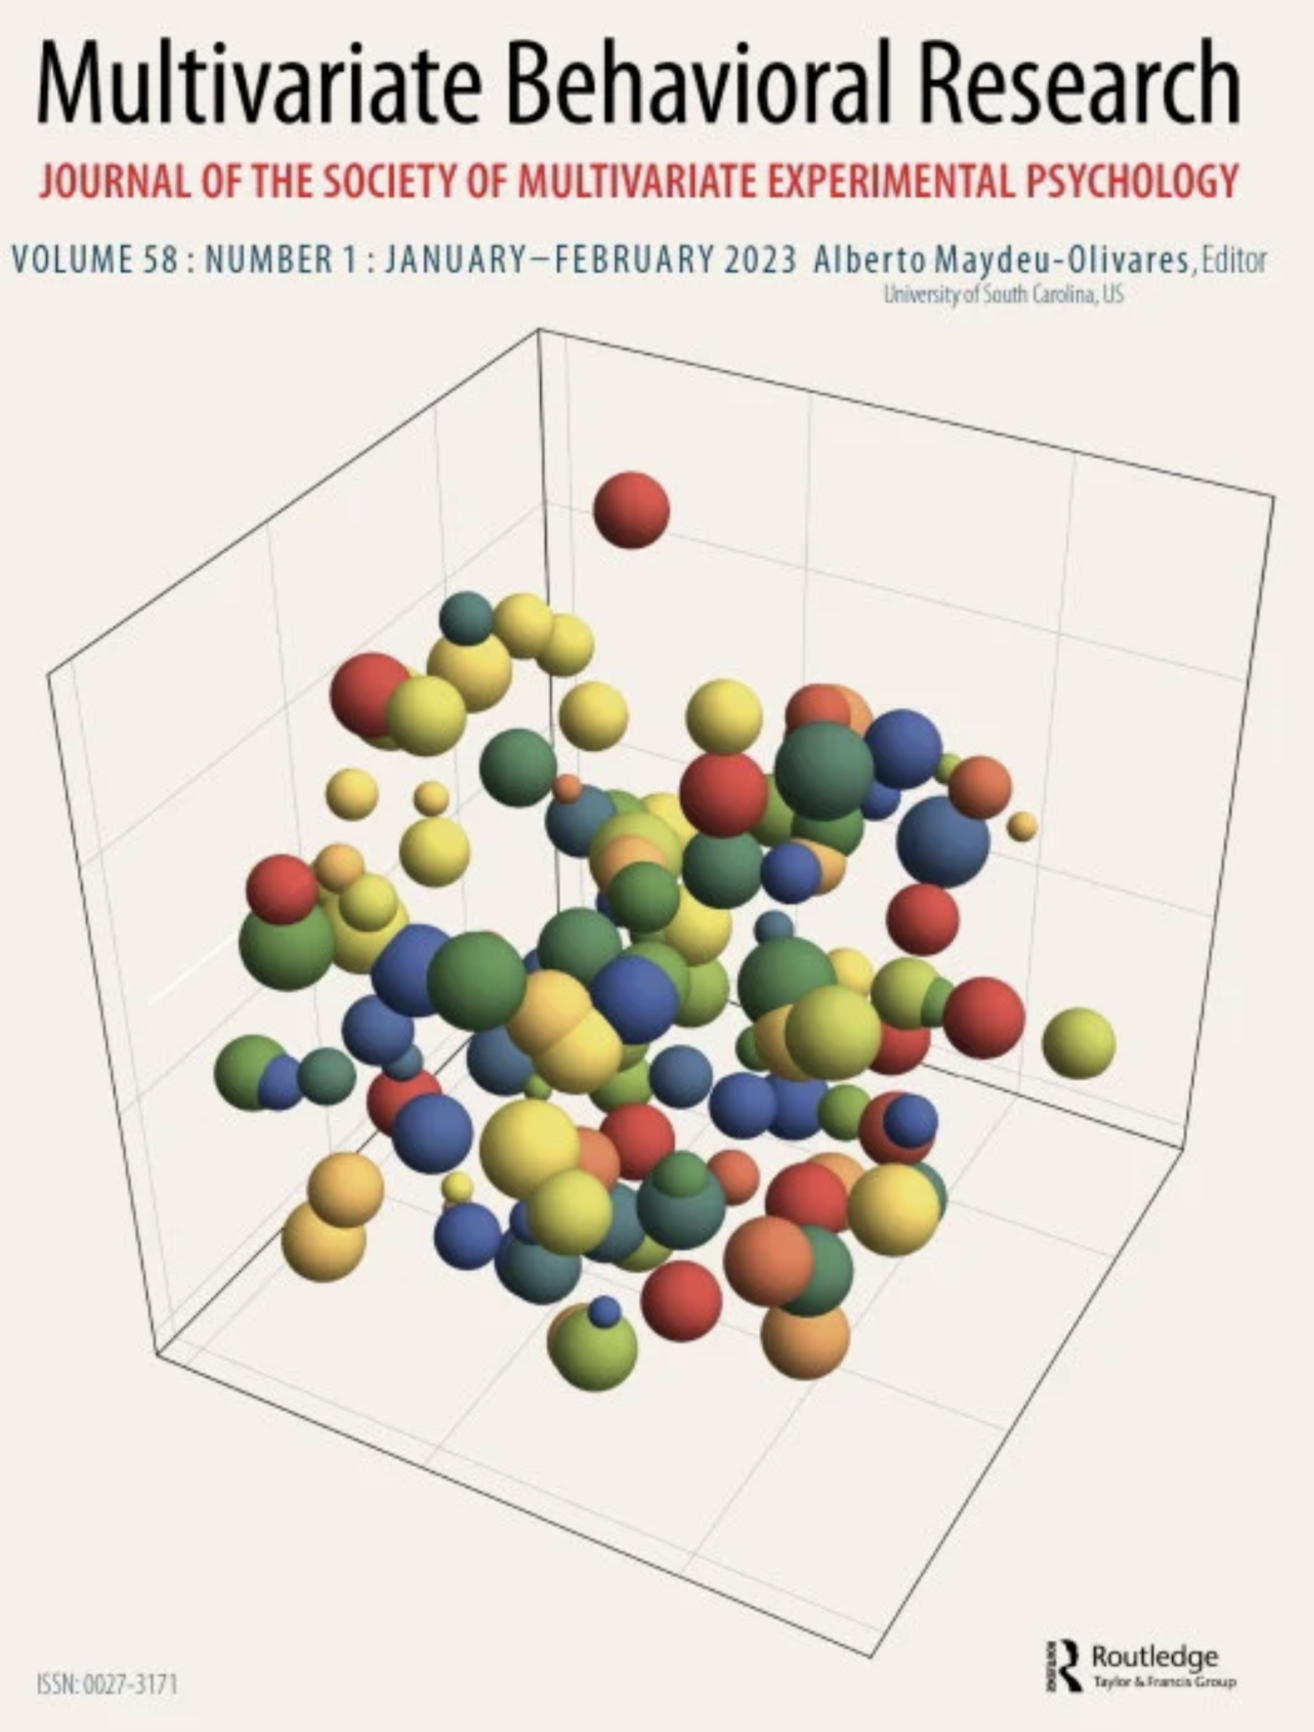 Multivariate Behavioral Research
JOURNAL OF THE SOCIETY OF MULTIVARIATE EXPERIMENTAL PSYCHOLOGY
VOLUME 58 : NUMBER 1 : JANUARY–FEBRUARY 2023 Alberto Maydeu-Olivares, Editor
University of South Carolina, US
ROUTLEDGE
Routledge
Taylor & Francis Group
ISSN: 0027-3171